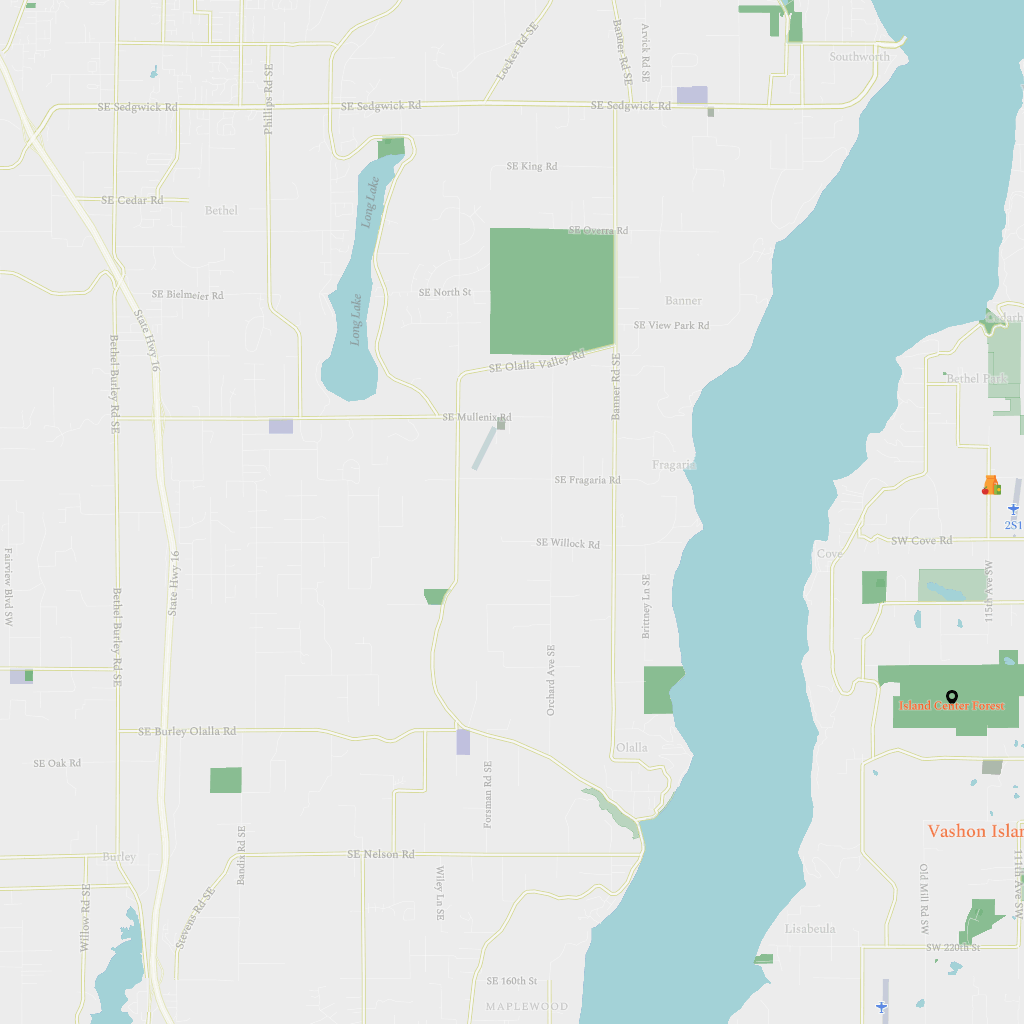 Southworth
Locker Rd SE
Banner Rd SE
Arvick Rd SE
Phillips Rd SE
SE Sedgwick Rd
SE Sedgwick Rd
SE Sedgwick Rd
SE King Rd
Long Lake
SE Cedar Rd
Bethel
SE Overra Rd
SE Bielmeier Rd
SE North St
Banner
Long Lake
SE View Park Rd
State Hwy 16
Bethel-Burley Rd SE
SE Olalla Valley Rd
Banner Rd SE
Bethel Park
SE Mullenix Rd
Fragaria
SE Fragaria Rd
2S1
SE Willock Rd
Cove
SW Cove Rd
Fairview Blvd SW
State Hwy 16
Brittney Ln SE
115th Ave SW
Bethel-Burley Rd SE
Orchard Ave SE
Island Center Forest
SE Burley Olalla Rd
Olalla
SE Oak Rd
Forsman Rd SE
Vashon Islan
Burley
Bandix Rd SE
SE Nelson Rd
Wiley Ln SE
Old Mill Rd SW
111th Ave SW
Willow Rd SE
Stevens Rd SE
Lisabeula
SW 220th St
SE 160th St
MAPLEWOOD